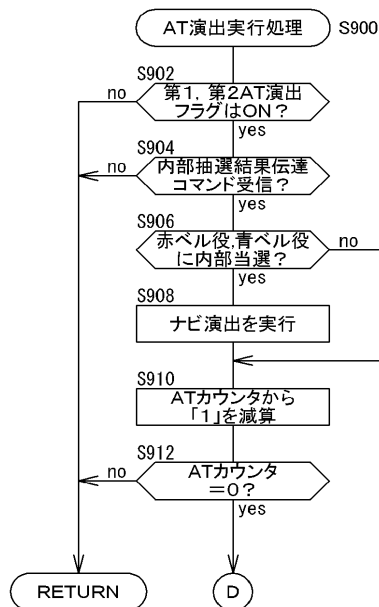 AT演出実行処理
S900
S902
第1，第2AT演出
フラグはON？
no
yes
S904
内部抽選結果伝達
コマンド受信？
no
yes
S906
赤ベル役,青ベル役
に内部当選？
no
yes
S908
ナビ演出を実行
S910
ATカウンタから
「1」を減算
S912
ATカウンタ
＝0？
no
yes
RETURN
D